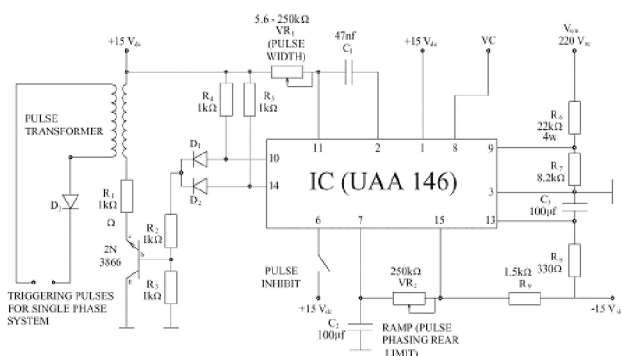 5.6 - 250kΩ
VR1
(PULSE
WIDTH)
47nf
C1
+15 Vdc
+15 Vdc
VC
Vsyn
220 Vac
PULSE
TRANSFORMER
R4
1kΩ
R5
1kΩ
R6
22kΩ
4w
D1
10
11
2
1
8
9
R7
8.2kΩ
IC (UAA 146)
14
D2
3
C3
100μf
13
R1
1kΩ
Ω
D3
R2
1kΩ
6
7
15
2N
3866
c
b
E
R8
330Ω
PULSE
INHIBIT
250kΩ
VR2
1.5kΩ
R9
R3
1kΩ
TRIGGERING PULSES
FOR SINGLE PHASE
SYSTEM
+15 Vdc
-15 Vdc
C2
100μf
RAMP (PULSE
PHASING REAR
LIMIT)